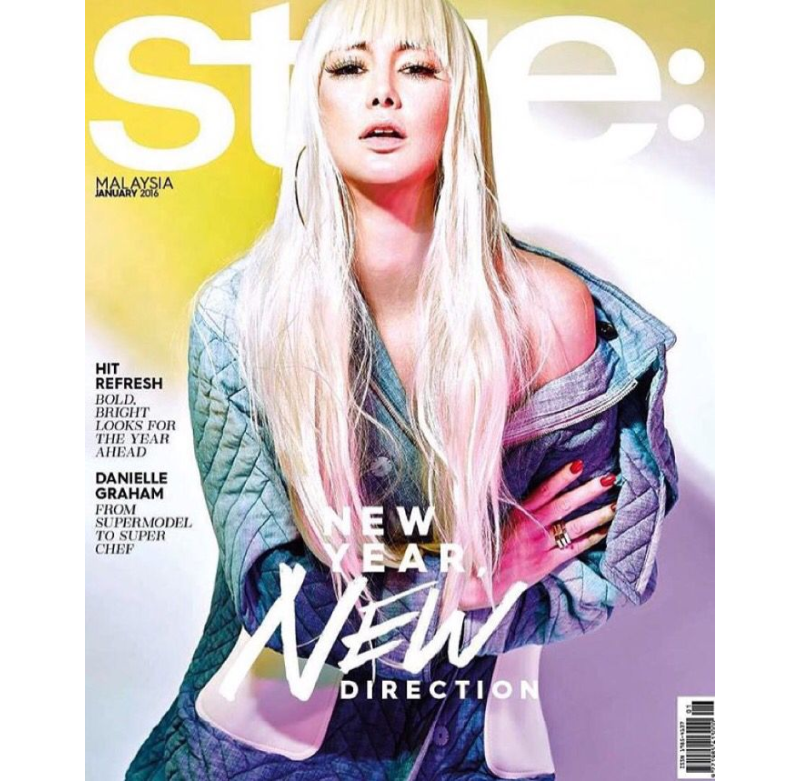 style:
MALAYSIA
JANUARY 2016
HIT
REFRESH
BOLD,
BRIGHT
LOOKS FOR
THE YEAR
AHEAD
DANIELLE
GRAHAM
FROM
SUPERMODEL
TO SUPER
CHEF
NEW
YEAR,
NEW
DIRECTION
01